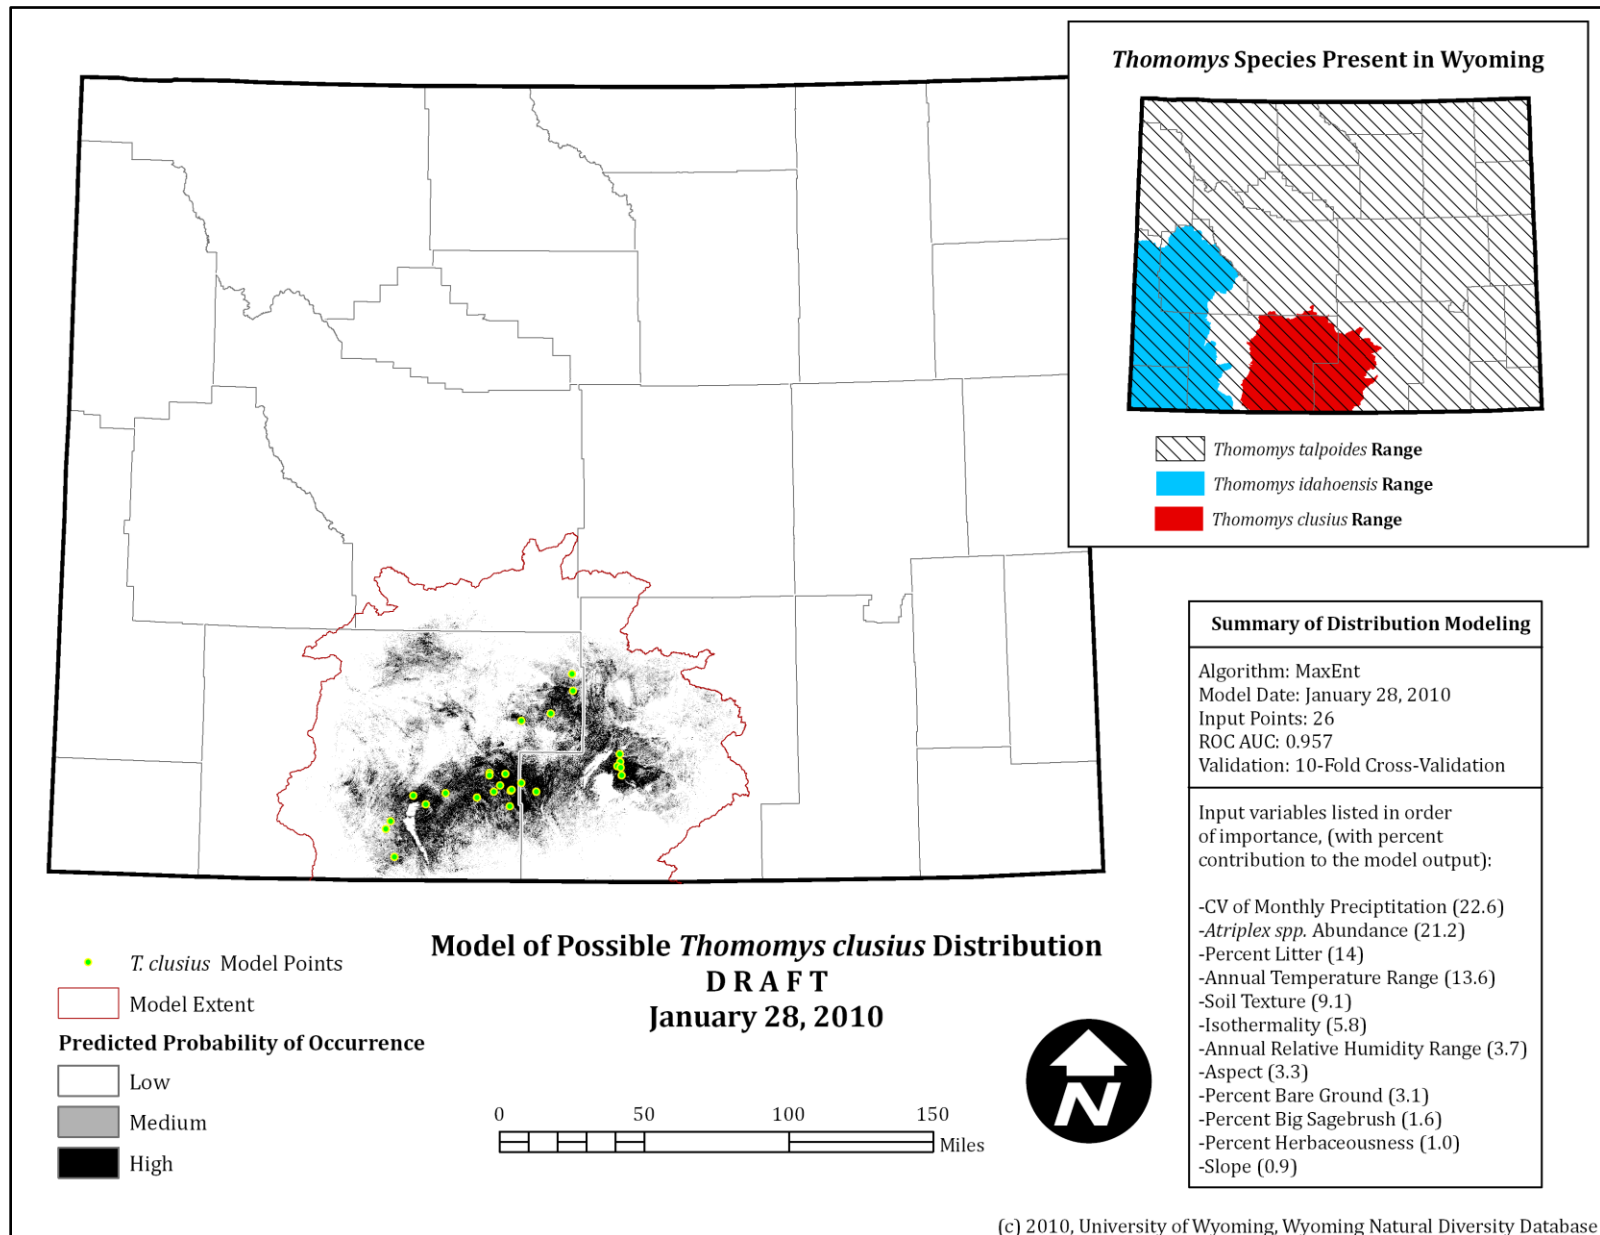 Thomomys Species Present in Wyoming
Thomomys talpoides Range
Thomomys idahoensis Range
Thomomys clusius Range
Summary of Distribution Modeling
Algorithm: MaxEnt
Model Date: January 28, 2010
Input Points: 26
ROC AUC: 0.957
Validation: 10-Fold Cross-Validation
Input variables listed in order
of importance, (with percent
contribution to the model output):
-CV of Monthly Preciptitation (22.6)
-Atriplex spp. Abundance (21.2)
-Percent Litter (14)
-Annual Temperature Range (13.6)
-Soil Texture (9.1)
-Isothermality (5.8)
-Annual Relative Humidity Range (3.7)
-Aspect (3.3)
-Percent Bare Ground (3.1)
-Percent Big Sagebrush (1.6)
-Percent Herbaceousness (1.0)
-Slope (0.9)
Model of Possible Thomomys clusius Distribution
D R A F T
January 28, 2010
T. clusius Model Points
Model Extent
Predicted Probability of Occurrence
Low
Medium
High
0 50 100 150
Miles
N
(c) 2010, University of Wyoming, Wyoming Natural Diversity Database